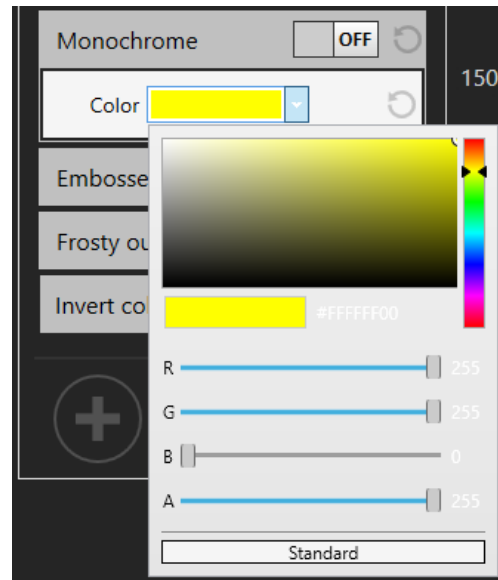 Monochrome OFF
150
Color
Embosse
Frosty ou
Invert co
#FFFFFF00
R 255
G 255
B 0
A 255
Standard